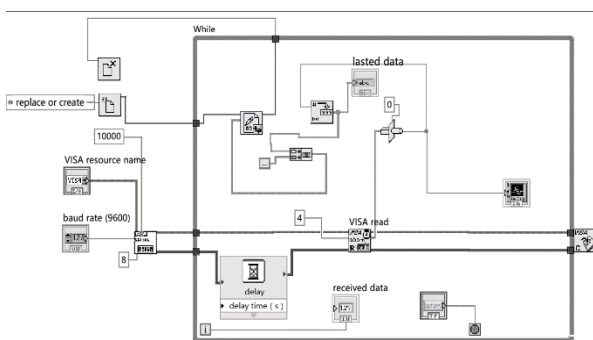 While
lasted data
replace or create
0
10000
VISA resource name
baud rate (9600)
4
VISA read
8
delay
delay time ( s )
received data
i